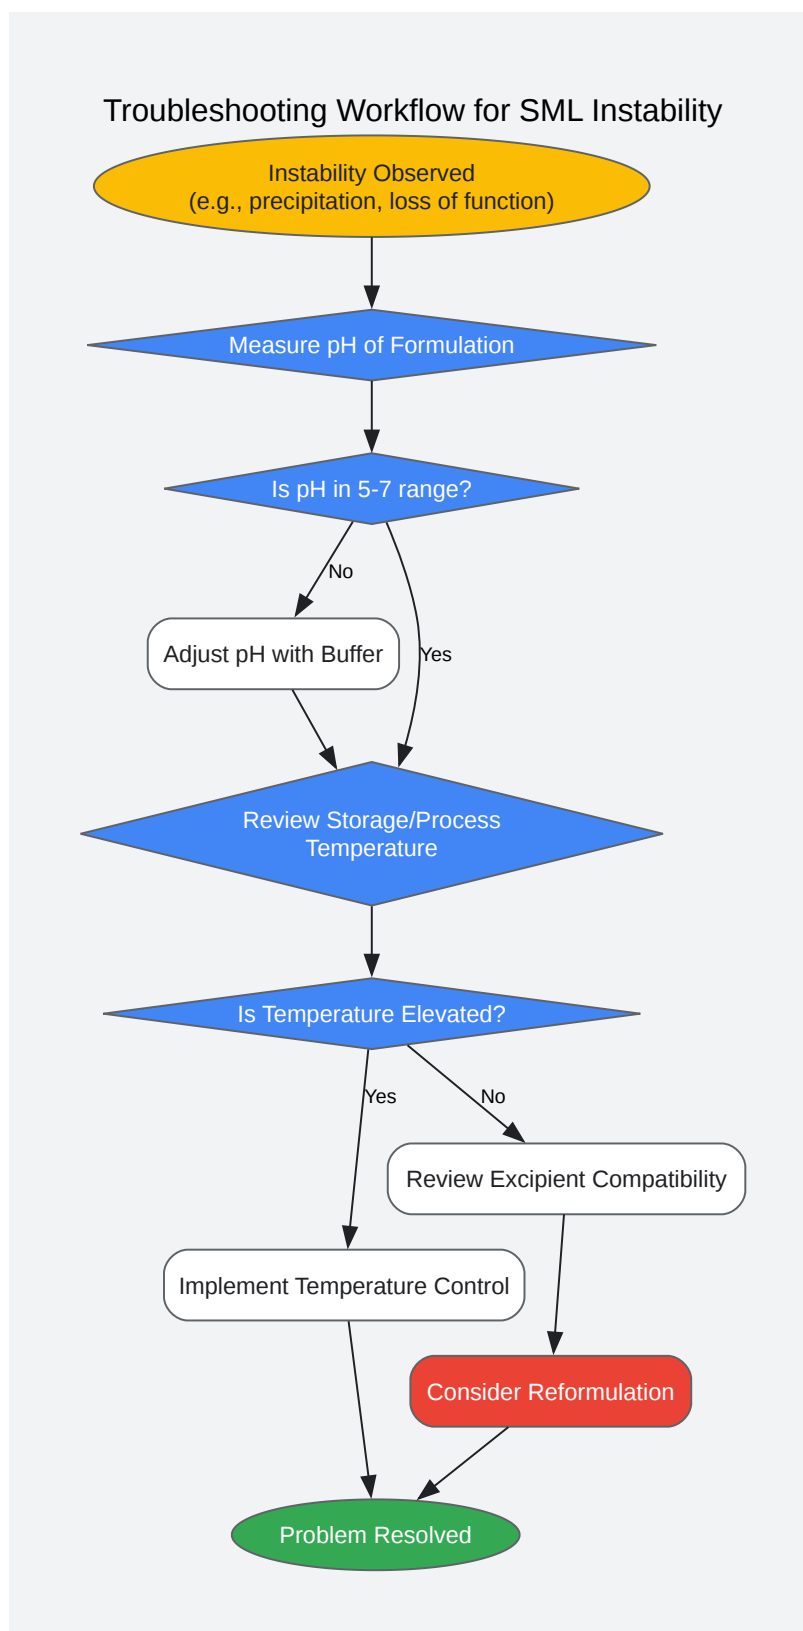 Troubleshooting Workflow for SML Instability
Instability Observed
(e.g., precipitation, loss of function)
Measure pH of Formulation
Is pH in 5-7 range?
No
Adjust pH with Buffer
Yes
Review Storage/Process
Temperature
Is Temperature Elevated?
Yes
No
Review Excipient Compatibility
Implement Temperature Control
Consider Reformulation
Problem Resolved